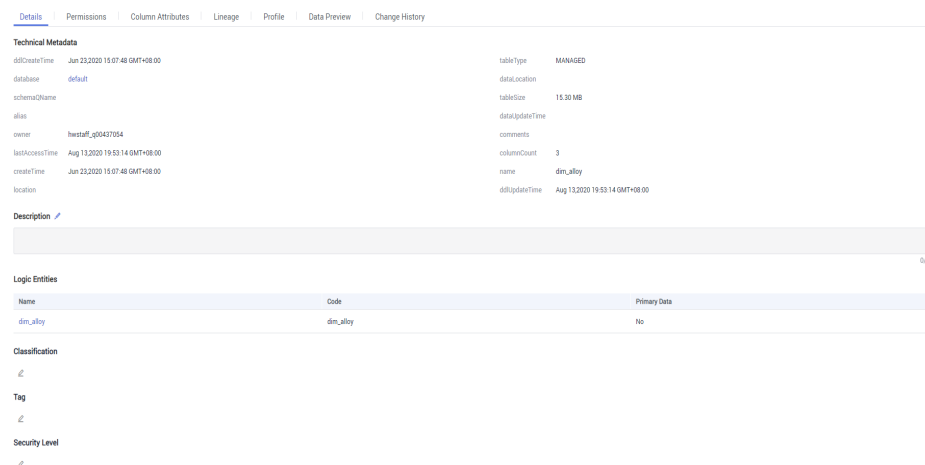 Details Permissions Column Attributes Lineage Profile Data Preview Change History
Technical Metadata
ddlCreateTime Jun 23,2020 15:07:48 GMT+08:00 tableType MANAGED
database default dataLocation
schemaQName tableSize 15.30 MB
alias dataUpdateTime
owner hwstaff_q00437054 comments
lastAccessTime Aug 13,2020 19:53:14 GMT+08:00 columnCount 3
createTime Jun 23,2020 15:07:48 GMT+08:00 name dim_alloy
location ddlUpdateTime Aug 13,2020 19:53:14 GMT+08:00
Description
Logic Entities
Name Code Primary Data
dim_alloy dim_alloy No
Classification
Tag
Security Level